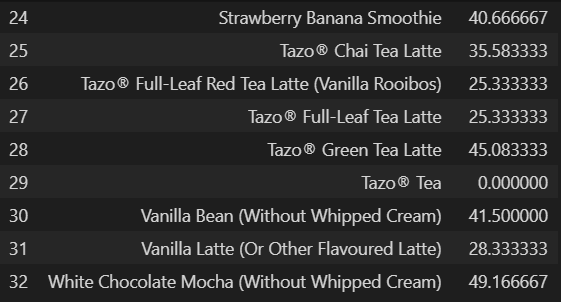 24 Strawberry Banana Smoothie 40.666667
25 Tazo® Chai Tea Latte 35.583333
26 Tazo® Full-Leaf Red Tea Latte (Vanilla Rooibos) 25.333333
27 Tazo® Full-Leaf Tea Latte 25.333333
28 Tazo® Green Tea Latte 45.083333
29 Tazo® Tea 0.000000
30 Vanilla Bean (Without Whipped Cream) 41.500000
31 Vanilla Latte (Or Other Flavoured Latte) 28.333333
32 White Chocolate Mocha (Without Whipped Cream) 49.166667